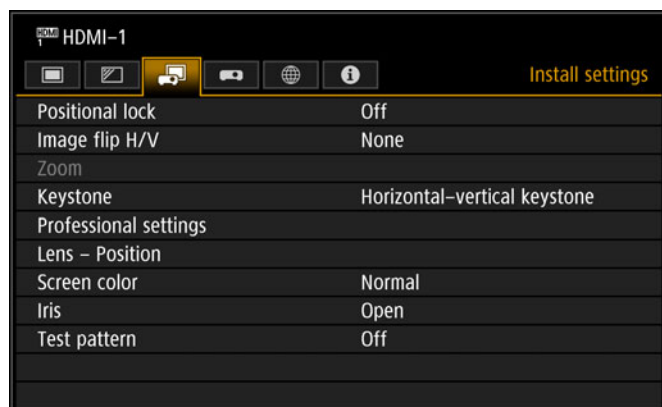 HDMI 1 HDMI-1
Install settings
Positional lock Off
Image flip H/V None
Zoom
Keystone Horizontal-vertical keystone
Professional settings
Lens - Position
Screen color Normal
Iris Open
Test pattern Off